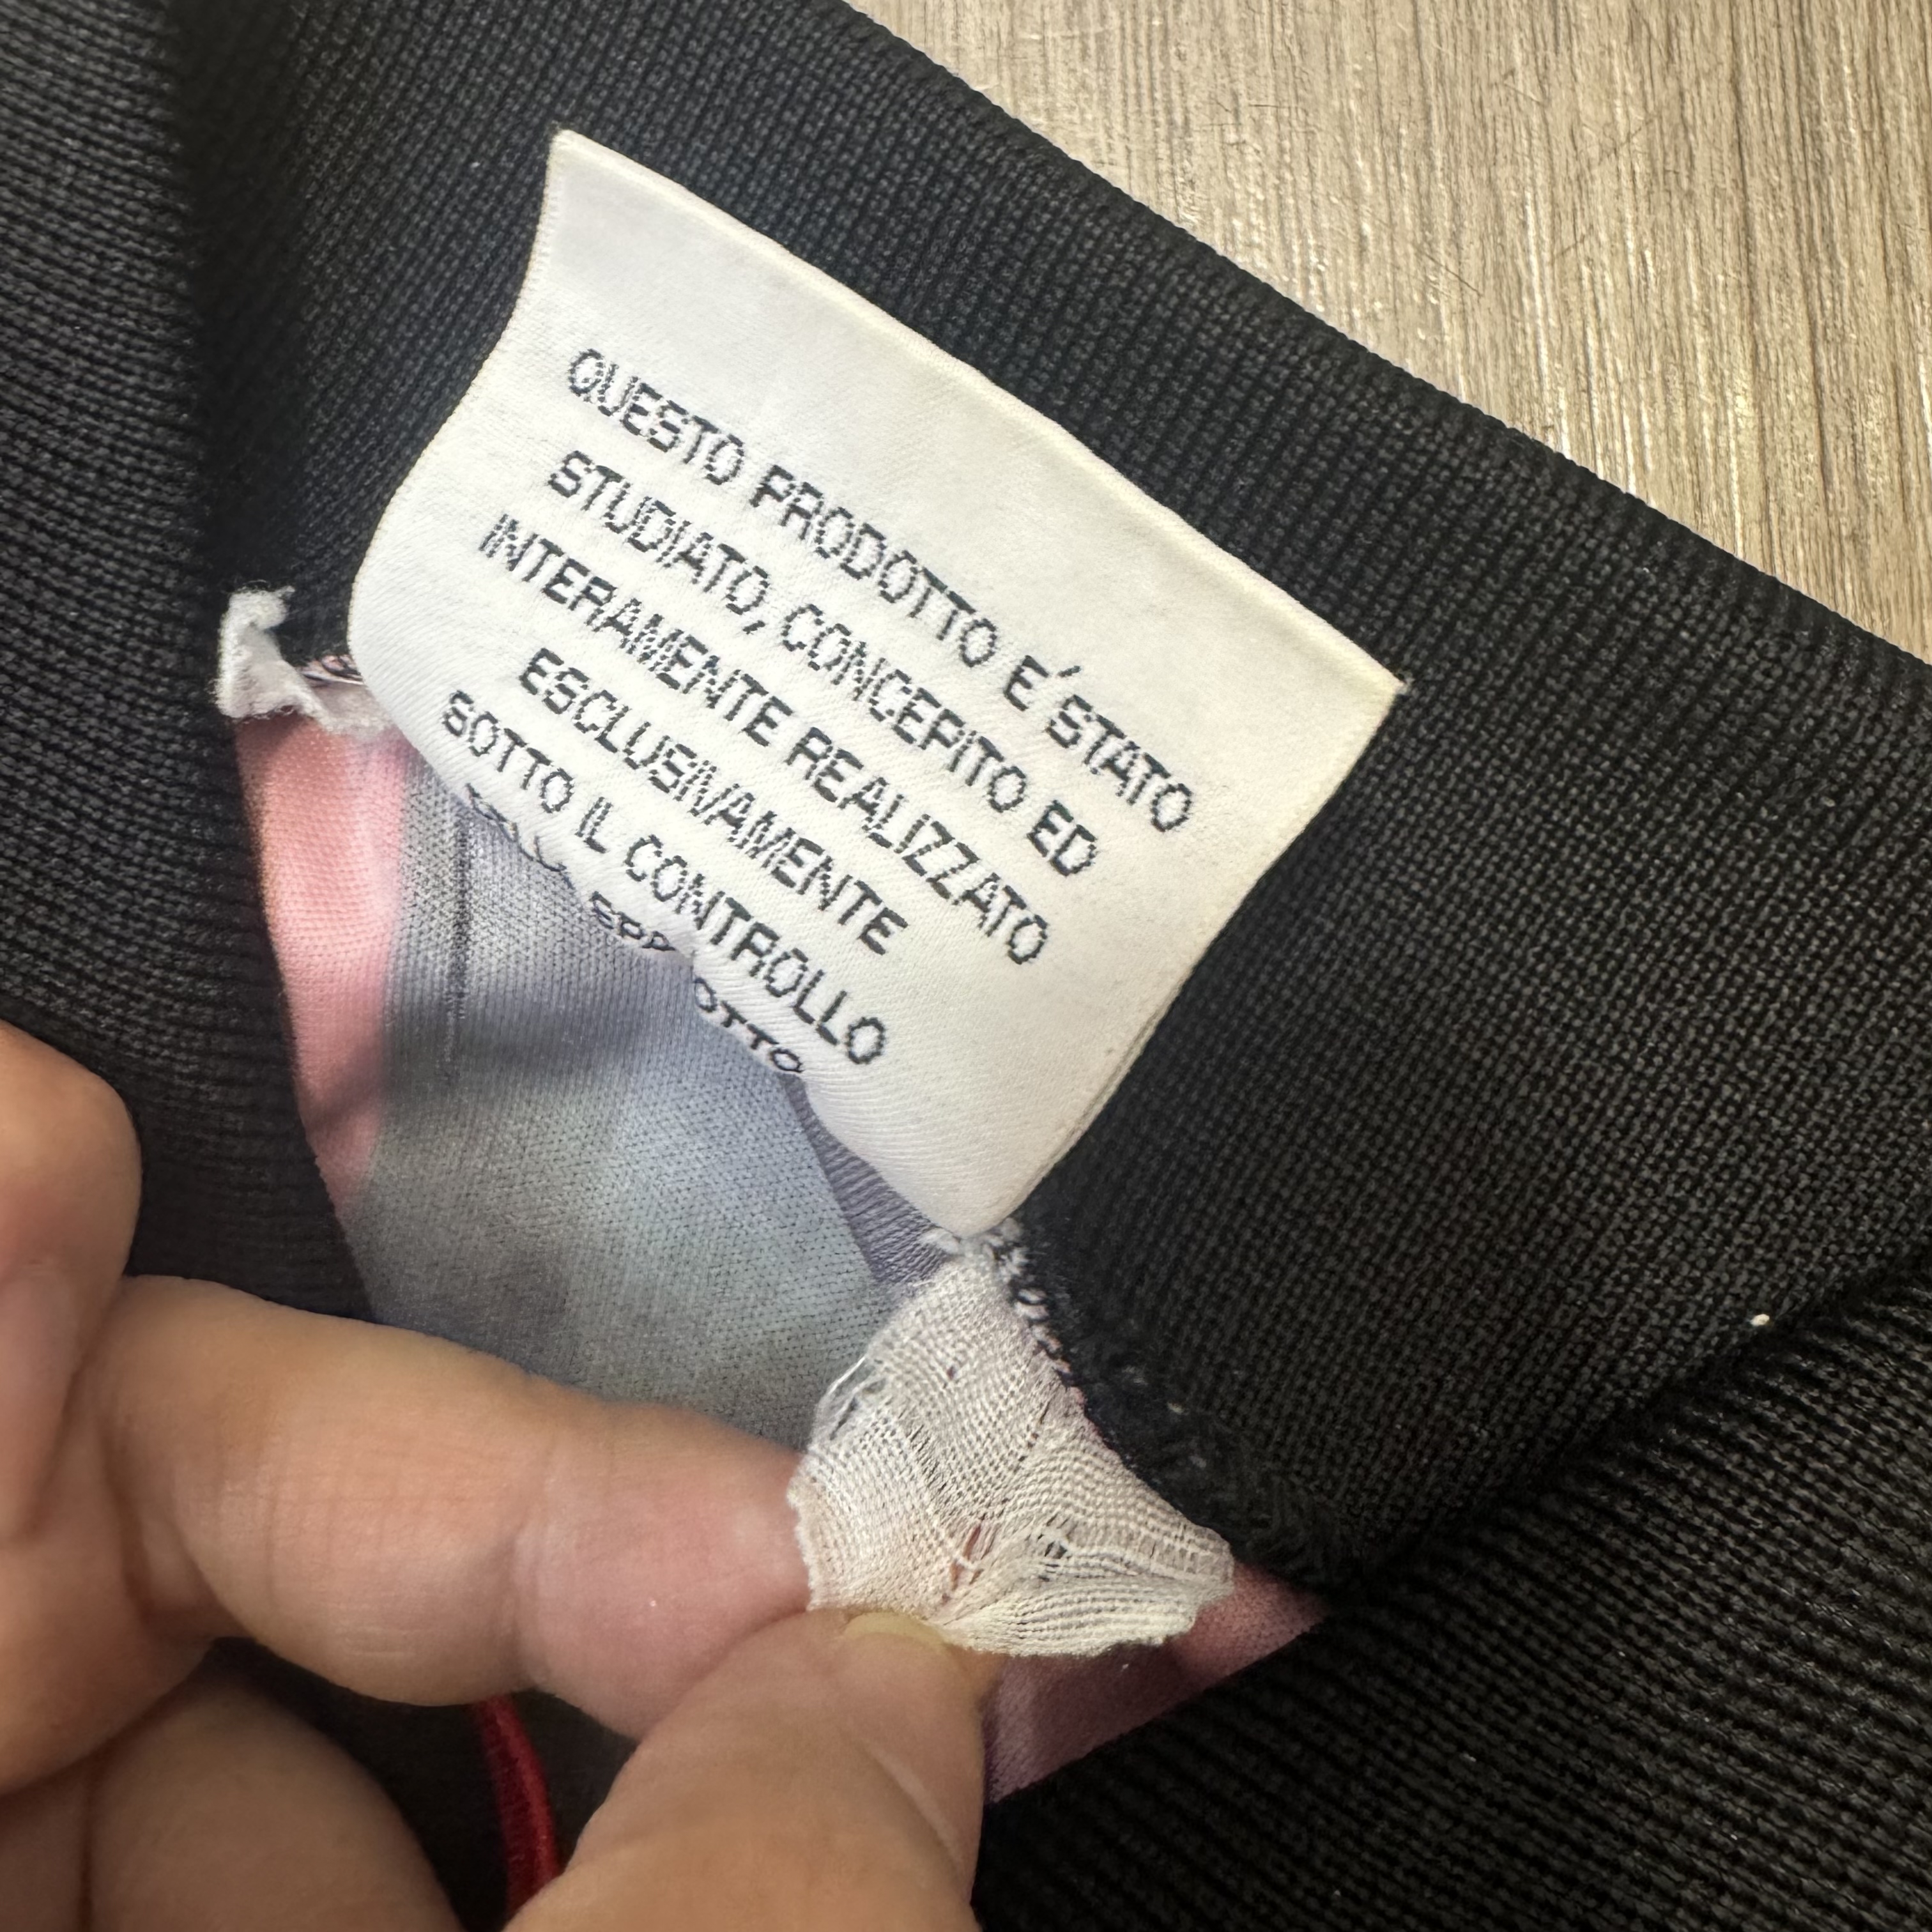 QUESTO PRODOTTO E´ STATO
STUDIATO, CONCEPITO ED
INTERAMENTE REALIZZATO
ESCLUSIVAMENTE
SOTTO IL CONTROLLO